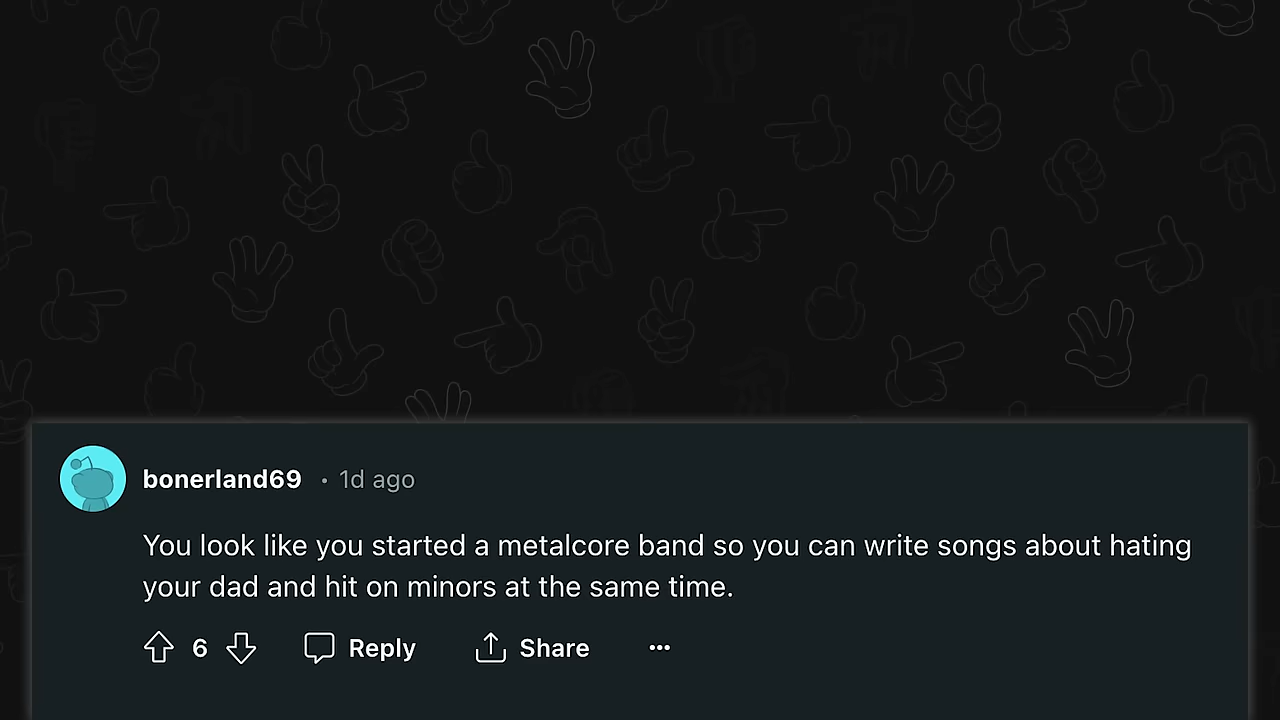 bonerland69 • 1d ago
You look like you started a metalcore band so you can write songs about hating
your dad and hit on minors at the same time.
6 Reply Share •••